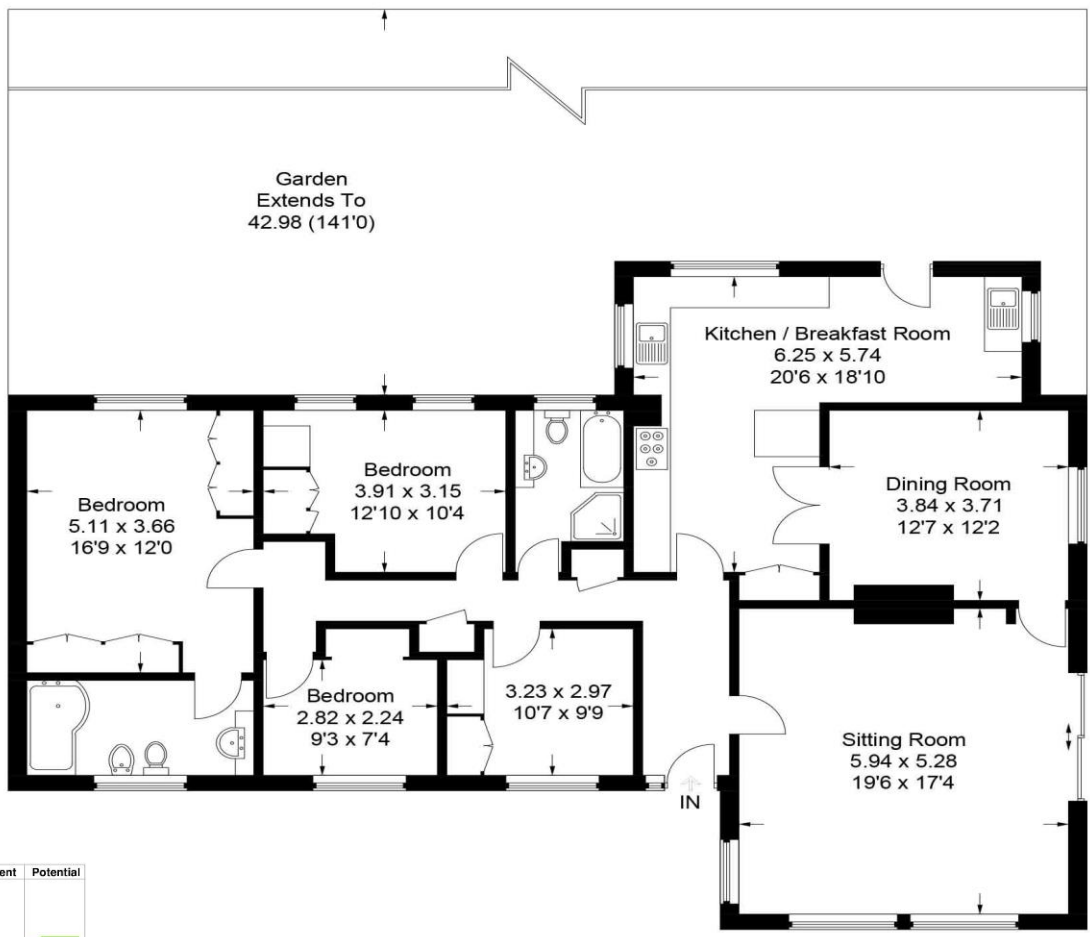 Garden
Extends To
42.98 (141'0)
Kitchen / Breakfast Room
6.25 x 5.74
20'6 x 18'10
Bedroom
5.11 x 3.66
16'9 x 12'0
Bedroom
3.91 x 3.15
12'10 x 10'4
Dining Room
3.84 x 3.71
12'7 x 12'2
Bedroom
2.82 x 2.24
9'3 x 7'4
3.23 x 2.97
10'7 x 9'9
Sitting Room
5.94 x 5.28
19'6 x 17'4
IN
ent Potential